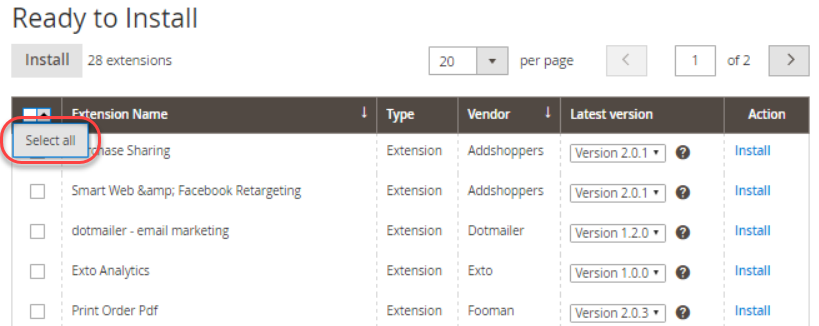 Ready to Install
Install 28 extensions 20 per page 1 of 2
Extension Name ↓ Type Vendor ↓ Latest version Action
Select all
Sharing Extension Addshoppers Version 2.0.1 Install
Smart Web &amp; Facebook Retargeting Extension Addshoppers Version 2.0.1 Install
dotmailer - email marketing Extension Dotmailer Version 1.2.0 Install
Exto Analytics Extension Exto Version 1.0.0 Install
Print Order Pdf Extension Fooman Version 2.0.3 Install